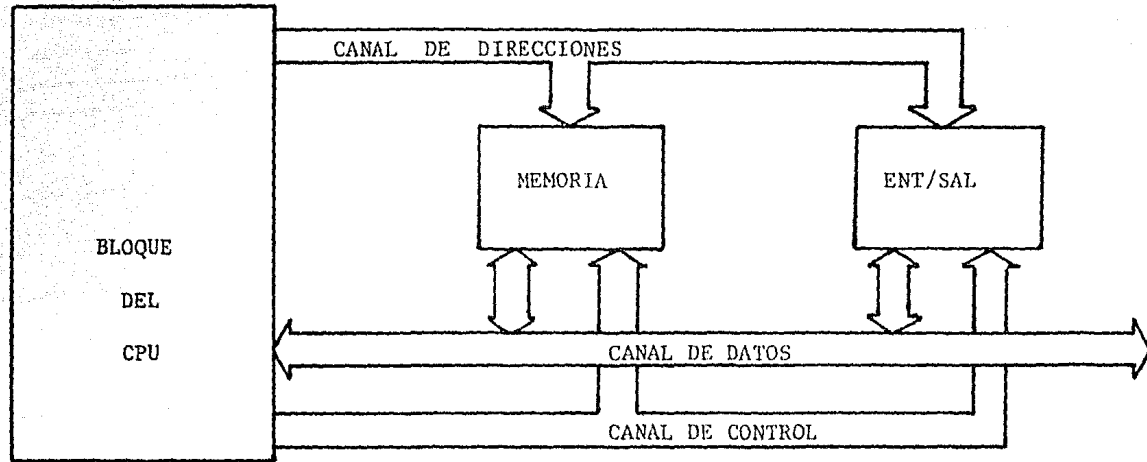 CANAL DE DIRECCIONES
MEMORIA
ENT/SAL
BLOQUE
DEL
CPU
CANAL DE DATOS
CANAL DE CONTROL